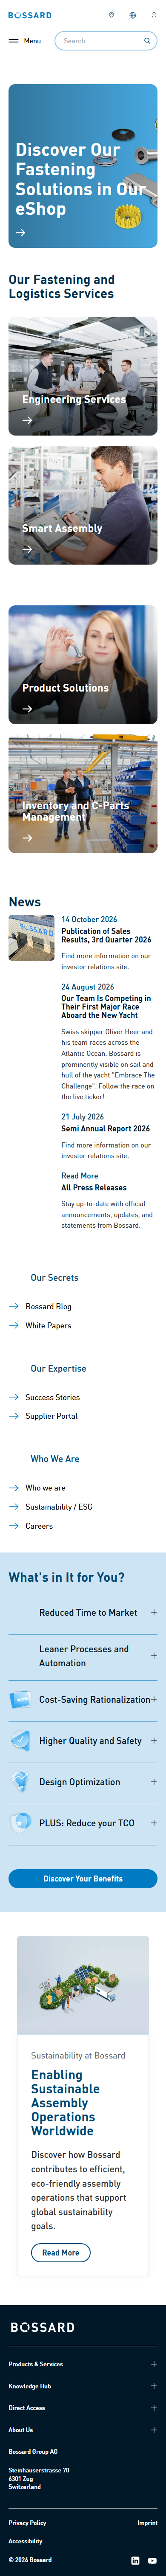 BOSSARD
Menu
Search
Discover Our
Fastening
Solutions in Our
eShop
Our Fastening and
Logistics Services
Engineering Services
Smart Assembly
Product Solutions
Inventory and C-Parts
Management
News
14 October 2026
Publication of Sales
Results, 3rd Quarter 2026
Find more information on our
investor relations site.
24 August 2026
Our Team Is Competing in
Their First Major Race
Aboard the New Yacht
Swiss skipper Oliver Heer and
his team races across the
Atlantic Ocean. Bossard is
prominently visible on sail and
hull of the yacht "Embrace The
Challenge". Follow the race on
the live ticker!
21 July 2026
Semi Annual Report 2026
Find more information on our
investor relations site.
Read More
All Press Releases
Stay up-to-date with official
announcements, updates, and
statements from Bossard.
Our Secrets
Bossard Blog
White Papers
Our Expertise
Success Stories
Supplier Portal
Who We Are
Who we are
Sustainability / ESG
Careers
What's in It for You?
Reduced Time to Market
Leaner Processes and
Automation
Cost-Saving Rationalization
Higher Quality and Safety
Design Optimization
PLUS: Reduce your TCO
Discover Your Benefits
Sustainability at Bossard
Enabling
Sustainable
Assembly
Operations
Worldwide
Discover how Bossard
contributes to efficient,
eco-friendly assembly
operations that support
global sustainability
goals.
Read More
BOSSARD
Products & Services
Knowledge Hub
Direct Access
About Us
Bossard Group AG
Steinhauserstrasse 70
6301 Zug
Switzerland
Privacy Policy
Imprint
Accessibility
© 2026 Bossard